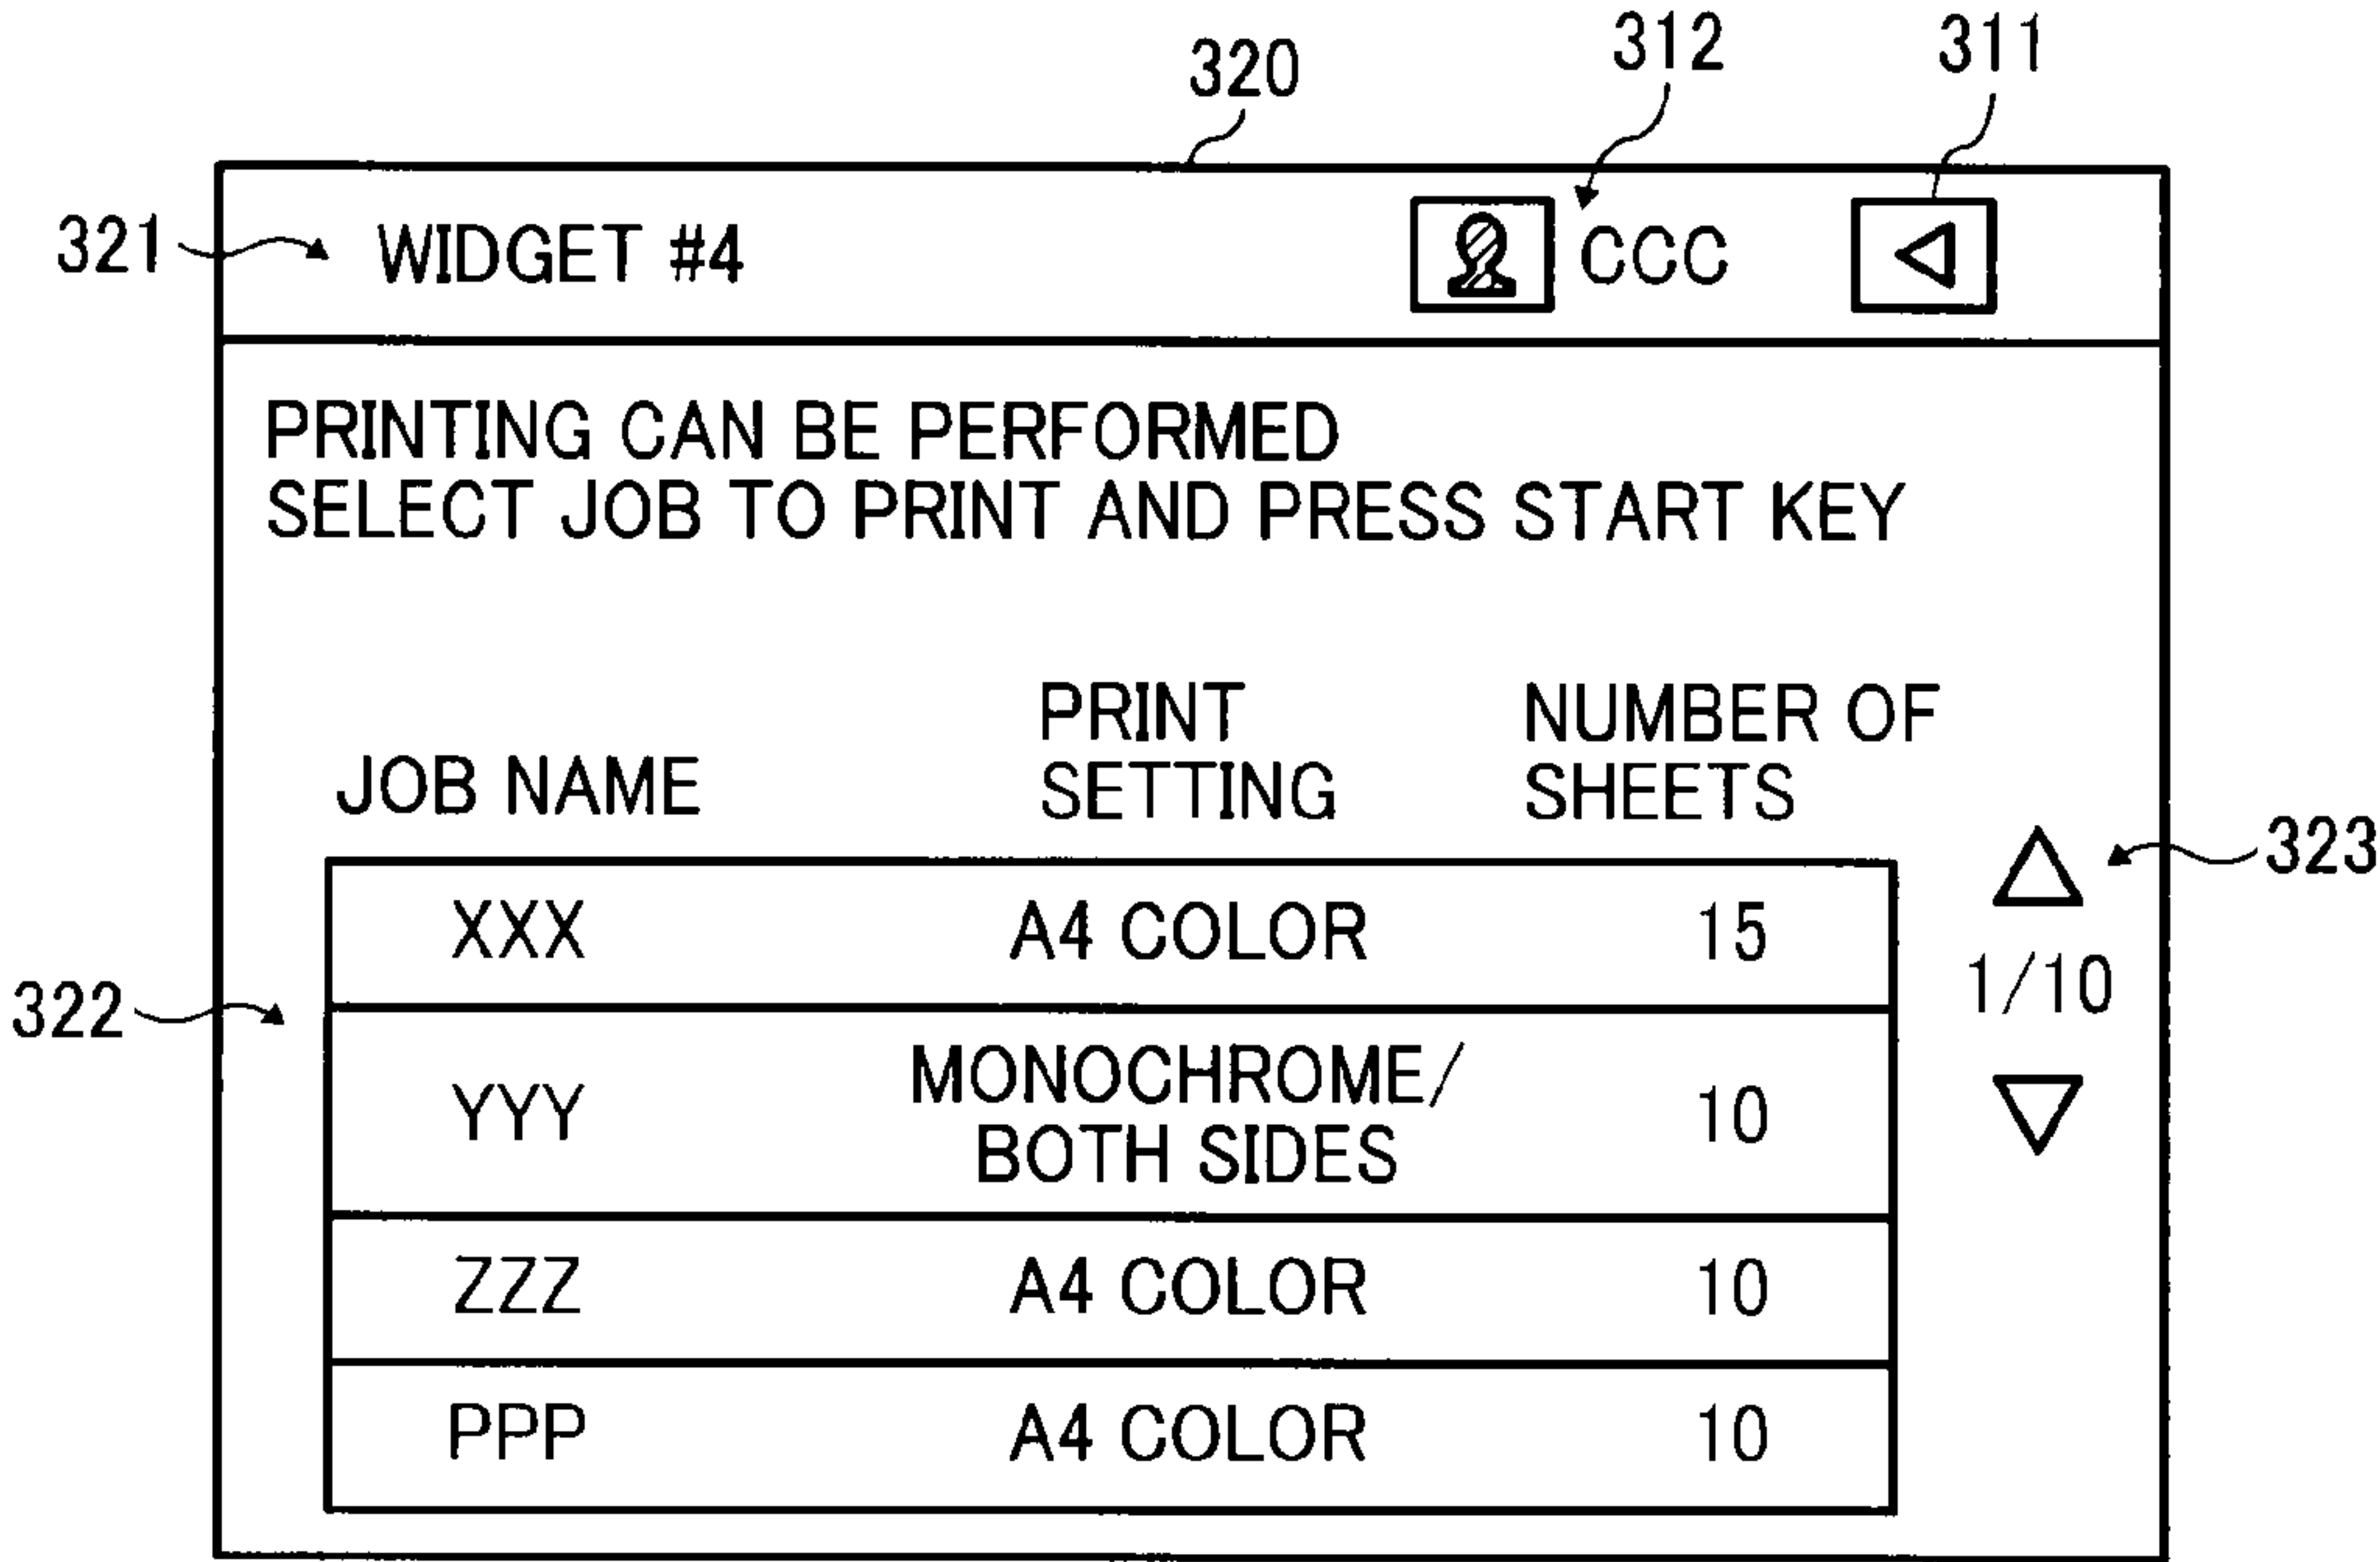 320
312
311
321
WIDGET #4
CCC
PRINTING CAN BE PERFORMED
SELECT JOB TO PRINT AND PRESS START KEY
JOB NAME
PRINT
SETTING
NUMBER OF
SHEETS
323
XXX A4 COLOR 15
1/10
322
YYY MONOCHROME/
BOTH SIDES 10
ZZZ A4 COLOR 10
PPP A4 COLOR 10